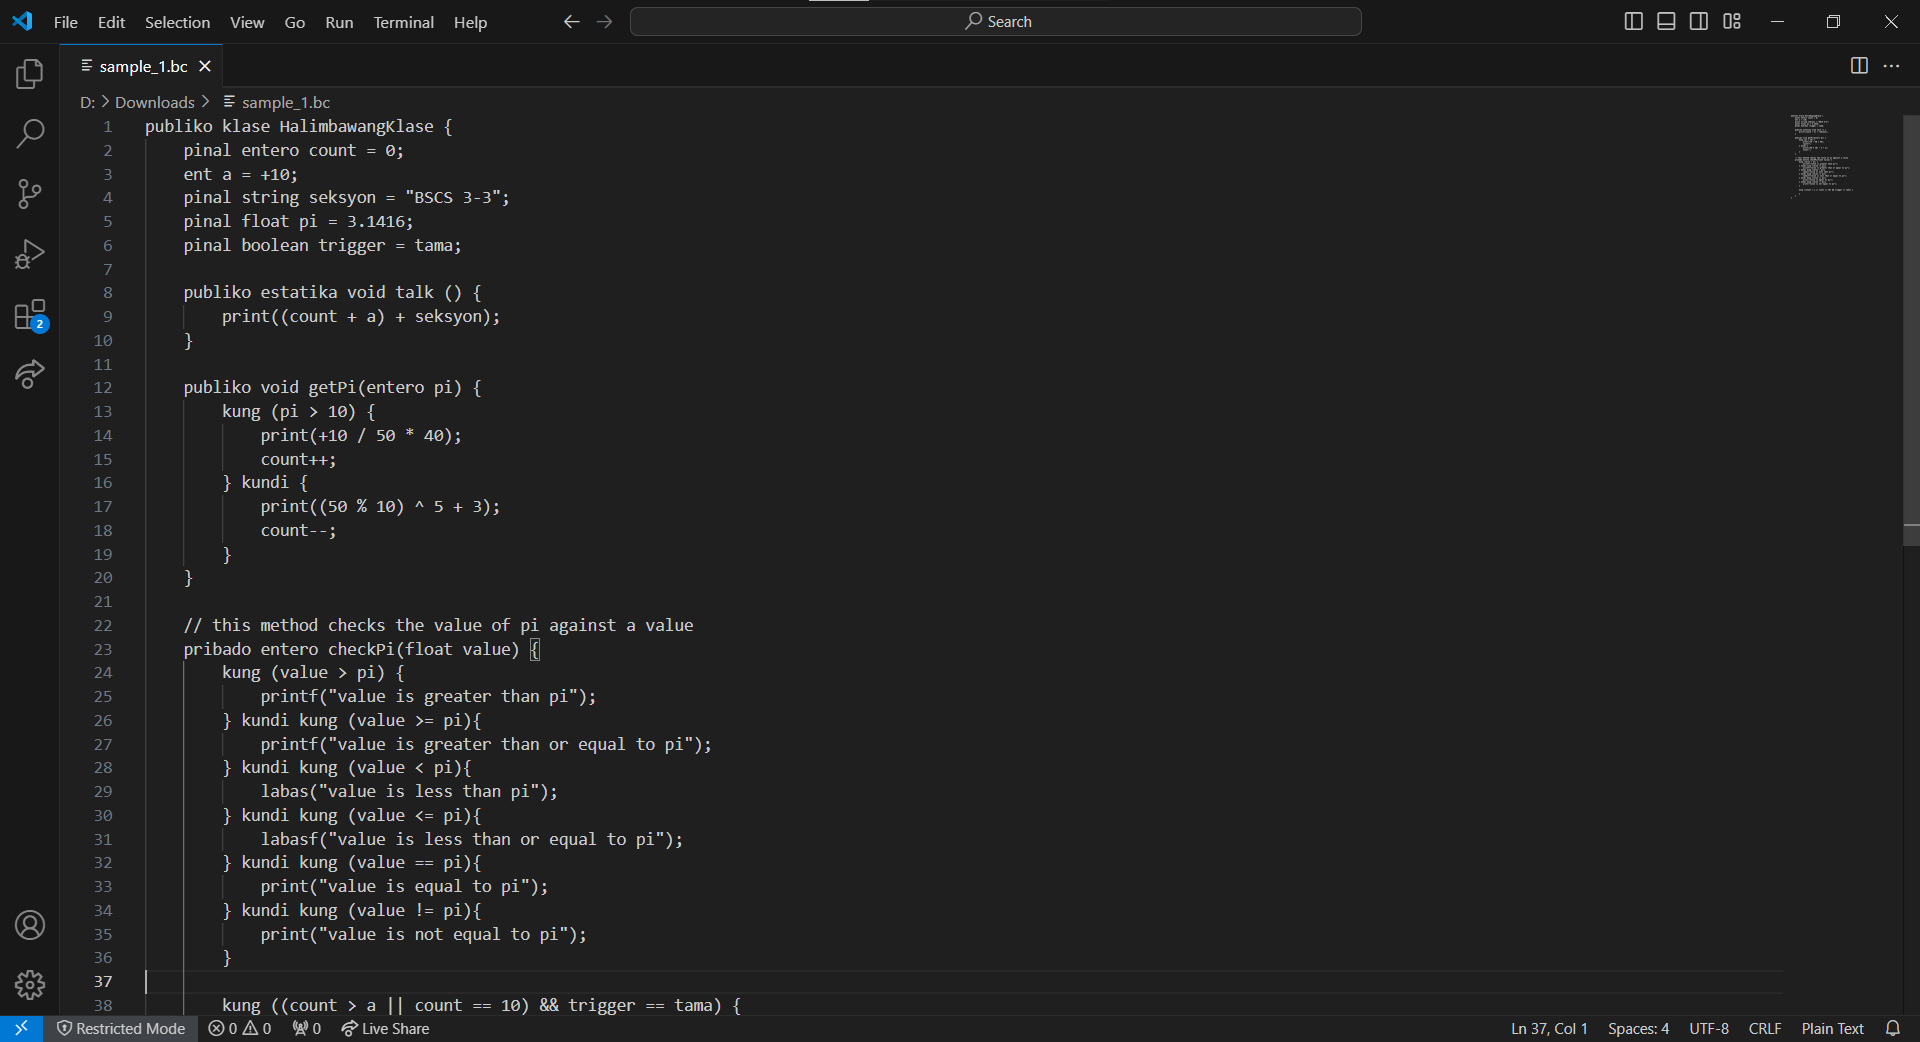 File Edit Selection View Go Run Terminal Help Search
sample_1.bc
D: > Downloads > sample_1.bc
1 publiko klase HalimbawangKlase {
2 pinal entero count = 0;
3 ent a = +10;
4 pinal string seksyon = "BSCS 3-3";
5 pinal float pi = 3.1416;
6 pinal boolean trigger = tama;
7
8 publiko estatika void talk () {
9 print((count + a) + seksyon);
10 }
11
12 publiko void getPi(entero pi) {
13 kung (pi > 10) {
14 print(+10 / 50 * 40);
15 count++;
16 } kundi {
17 print((50 % 10) ^ 5 + 3);
18 count--;
19 }
20 }
21
22 // this method checks the value of pi against a value
23 pribado entero checkPi(float value) {
24 kung (value > pi) {
25 printf("value is greater than pi");
26 } kundi kung (value >= pi){
27 printf("value is greater than or equal to pi");
28 } kundi kung (value < pi){
29 labas("value is less than pi");
30 } kundi kung (value <= pi){
31 labasf("value is less than or equal to pi");
32 } kundi kung (value == pi){
33 print("value is equal to pi");
34 } kundi kung (value != pi){
35 print("value is not equal to pi");
36 }
37
38 kung ((count > a || count == 10) && trigger == tama) {
2
Restricted Mode 0 0 0 Live Share Ln 37, Col 1 Spaces: 4 UTF-8 CRLF Plain Text